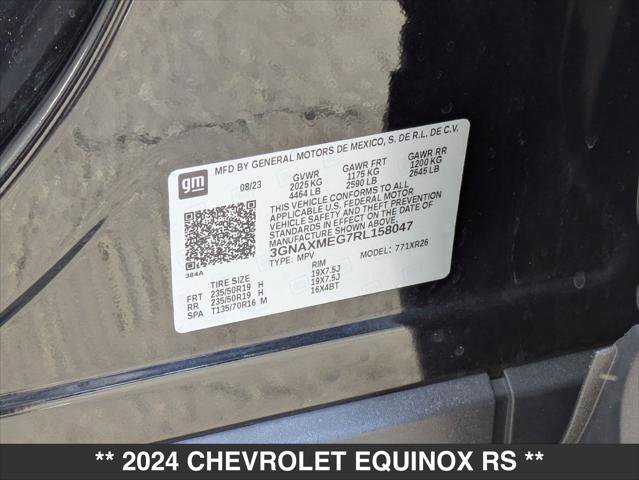 MFD BY GENERAL MOTORS DE MEXICO, S. DE R.L. DE C.V.
gm
08/23
GVWR GAWR FRT GAWR RR
2025 KG 1175 KG 1200 KG
4464 LB 2590 LB 2645 LB
THIS VEHICLE CONFORMS TO ALL
APPLICABLE U.S. FEDERAL MOTOR
VEHICLE SAFETY AND THEFT PREVENTION
STANDARDS IN EFFECT ON THE DATE OF
MANUFACTURE SHOWN ABOVE.
3GNAXMEG7RL158047
TYPE: MPV MODEL: 771XR26
384A
TIRE SIZE RIM
FRT 235/50R19 H 19X7.5J
RR 235/50R19 H 19X7.5J
SPA T135/70R16 M 16X4BT
** 2024 CHEVROLET EQUINOX RS **